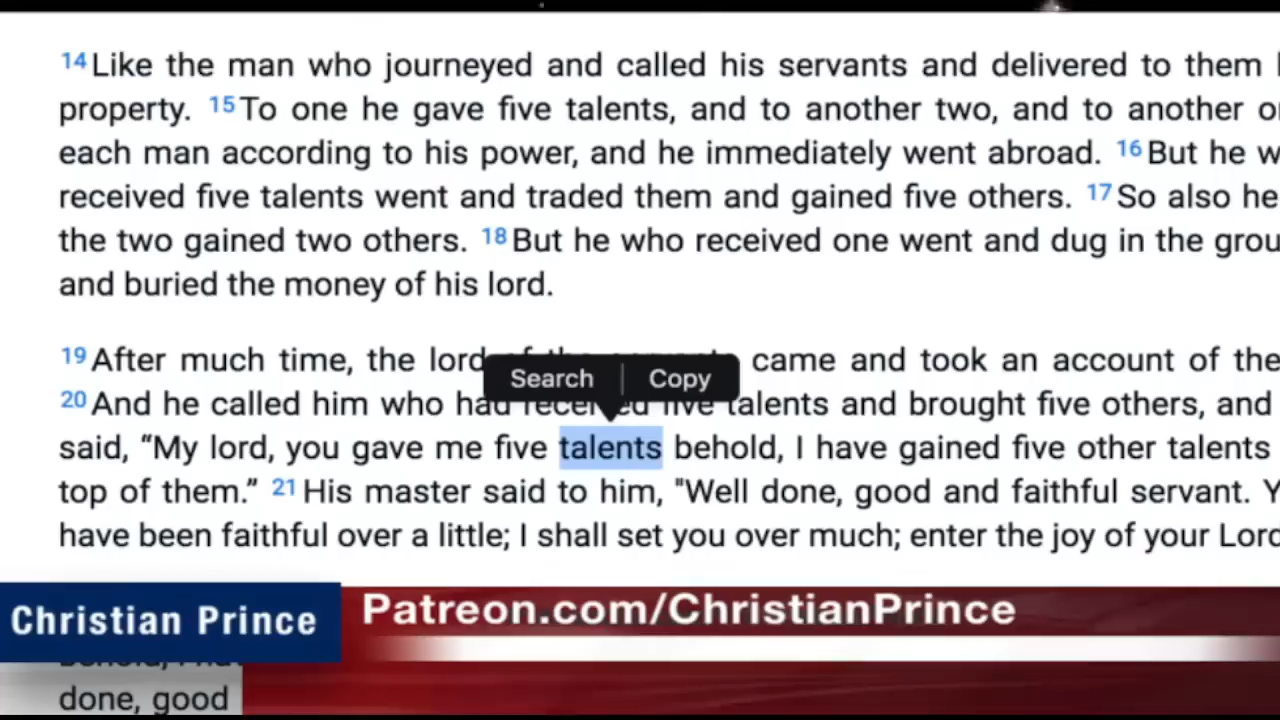 14 Like the man who journeyed and called his servants and delivered to them
property. 15 To one he gave five talents, and to another two, and to another
each man according to his power, and he immediately went abroad. 16 But he
received five talents went and traded them and gained five others. 17 So also he
the two gained two others. 18 But he who received one went and dug in the
and buried the money of his lord.
19 After much time, the lord came and took an account of
Search Copy
20 And he called him who had received five talents and brought five others, and
said, “My lord, you gave me five talents behold, I have gained five other talents
top of them.” 21 His master said to him, "Well done, good and faithful servant.
have been faithful over a little; I shall set you over much; enter the joy of your Lord
Christian Prince
Patreon.com/ChristianPrince
done, good